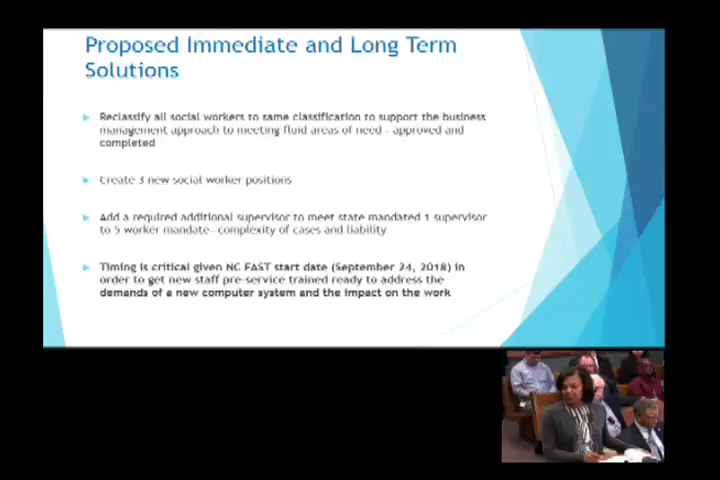 Proposed Immediate and Long Term
Solutions
Reclassify all social workers to same classification to support the business
management approach to meeting fluid areas of need - approved and
completed
Create 3 new social worker positions
Add a required additional supervisor to meet state mandated 1 supervisor
to 5 worker mandate-complexity of cases and liability
Timing is critical given NC FAST start date (September 24, 2018) in
order to get new staff pre-service trained ready to address the
demands of a new computer system and the impact on the work